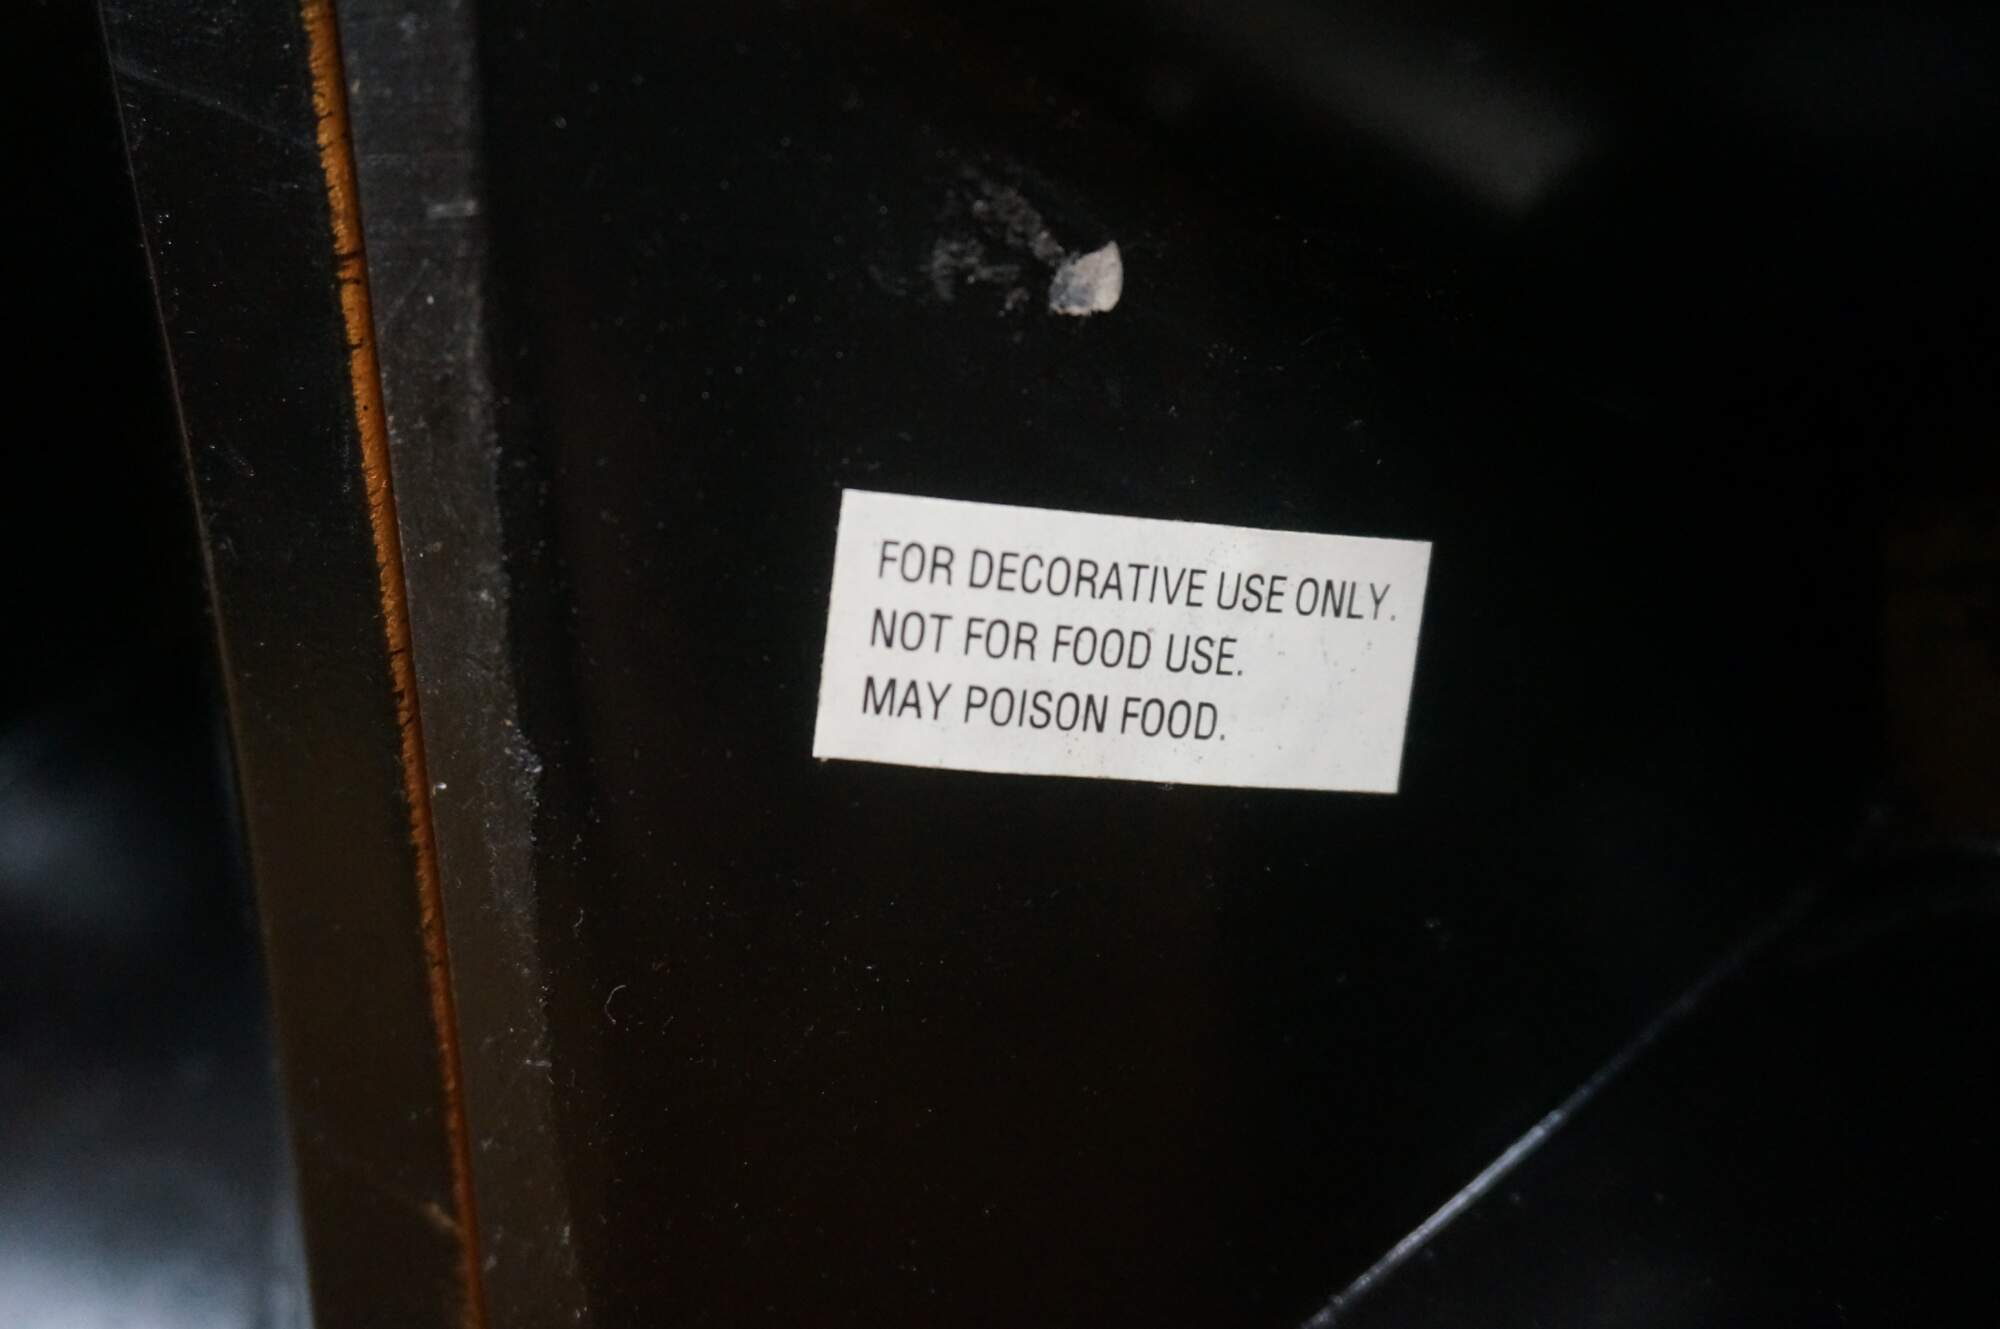 FOR DECORATIVE USE ONLY.
NOT FOR FOOD USE.
MAY POISON FOOD.